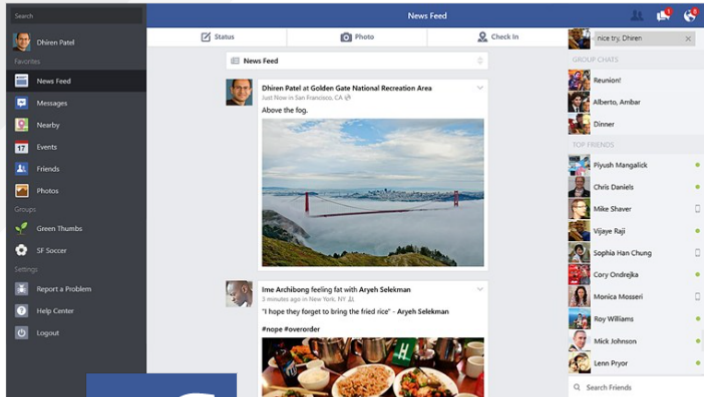 Search
Dhiren Patel
Favorites
News Feed
Messages
Nearby
17 Events
Friends
Photos
Groups
Green Thumbs
SF Soccer
Settings
Report a Problem
Help Center
Logout
News Feed
Status
Photo
Check In
News Feed
Dhiren Patel at Golden Gate National Recreation Area
Just Now in San Francisco, CA
Above the fog.
Ime Archibong feeling fat with Aryeh Selekman
3 minutes ago in New York, NY
"I hope they forget to bring the fried rice" - Aryeh Selekman
#nope #overorder
H
nice try, Dhiren
GROUP CHATS
Reunion!
Alberto, Ambar
Dinner
TOP FRIENDS
Piyush Mangalick
Chris Daniels
Mike Shaver
Vijaye Raji
Sophia Han Chung
Cory Ondrejka
Monica Mosseri
Roy Williams
Mick Johnson
Lenn Pryor
Search Friends